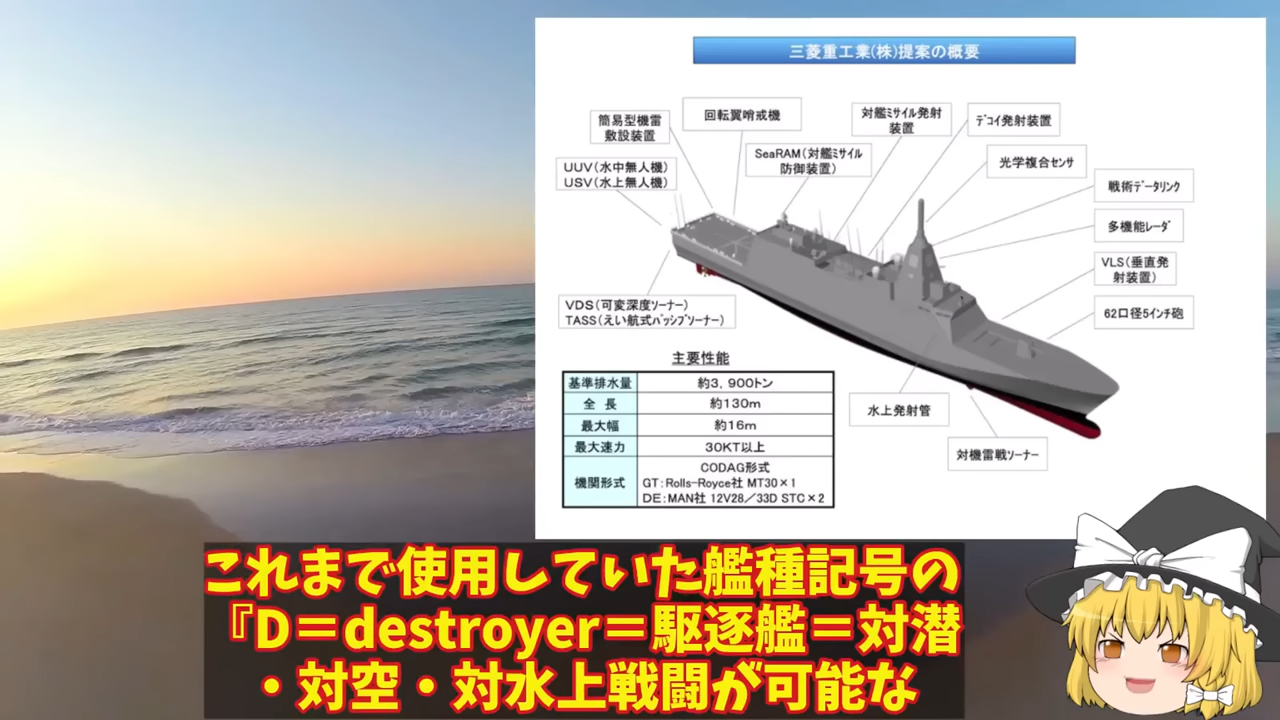 三菱重工業(株)提案の概要
簡易型機雷
敷設装置
回転翼哨戒機
対艦ﾐｻｲﾙ発射
装置
ﾃﾞｺｲ発射装置
UUV(水中無人機)
USV(水上無人機)
SeaRAM(対艦ﾐｻｲﾙ
防御装置)
光学複合ｾﾝｻ
戦術ﾃﾞｰﾀﾘﾝｸ
多機能ﾚｰﾀﾞ
VLS(垂直発
射装置)
62口径5ｲﾝﾁ砲
VDS(可変深度ｿｰﾅｰ)
TASS(えい航式ﾊﾟｯｼﾌﾞｿｰﾅｰ)
水上発射管
対機雷戦ｿｰﾅｰ
主要性能
基準排水量 約3，900トン
全 長 約130m
最大幅 約16m
最大速力 30KT以上
機関形式 CODAG形式
GT：Rolls-Royce社 MT30×1
DE：MAN社 12V28／33D STC×2
これまで使用していた艦種記号の
『D＝destroyer＝駆逐艦＝対潜
・対空・対水上戦闘が可能な